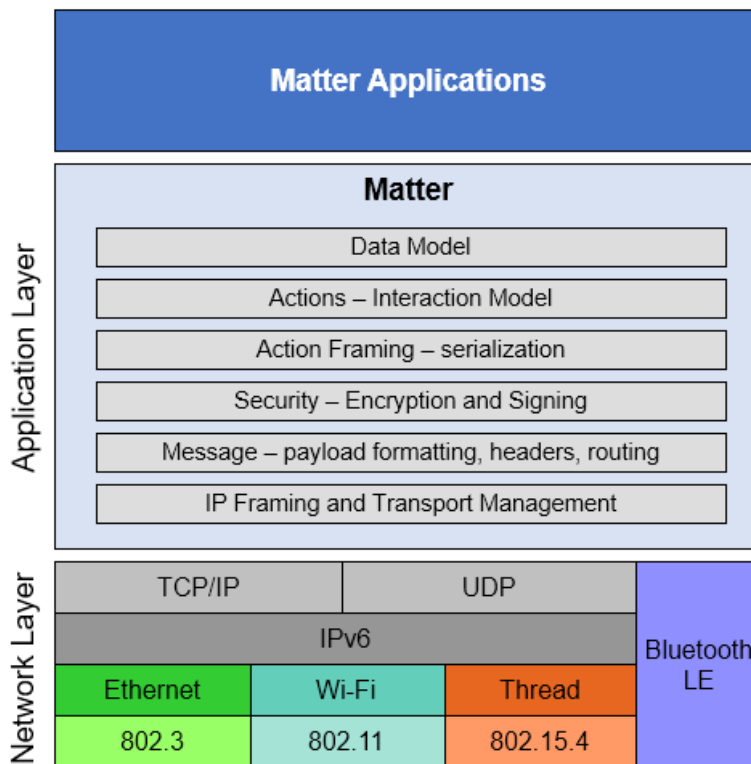 Matter Applications
Application Layer
Matter
Data Model
Actions – Interaction Model
Action Framing – serialization
Security – Encryption and Signing
Message – payload formatting, headers, routing
IP Framing and Transport Management
Network Layer
TCP/IP
UDP
IPv6
Bluetooth
LE
Ethernet
Wi-Fi
Thread
802.3
802.11
802.15.4